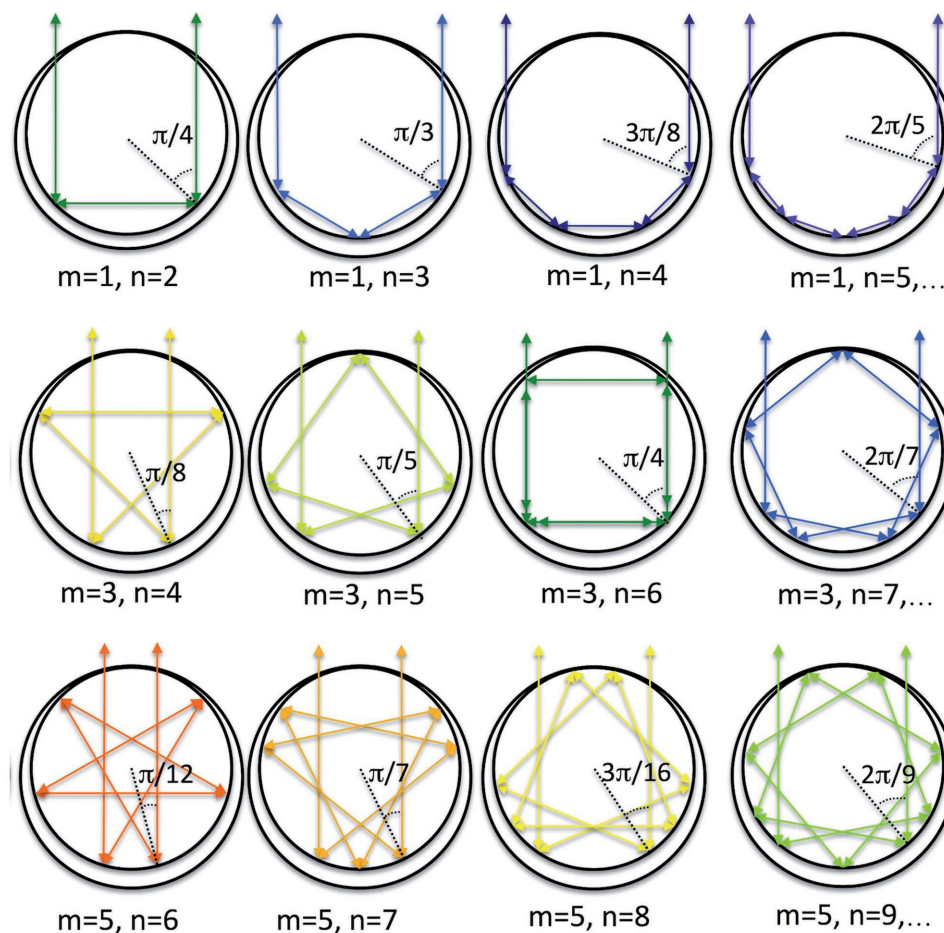 π/4
π/3
3π/8
2π/5
m=1, n=2
m=1, n=3
m=1, n=4
m=1, n=5,...
π/8
π/5
π/4
2π/7
m=3, n=4
m=3, n=5
m=3, n=6
m=3, n=7,...
π/12
π/7
3π/16
2π/9
m=5, n=6
m=5, n=7
m=5, n=8
m=5, n=9,...